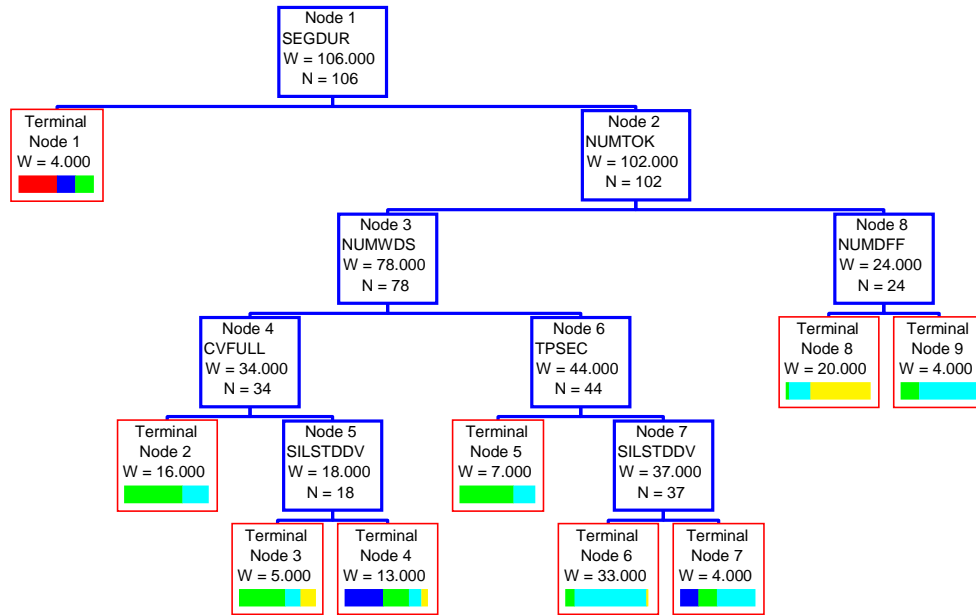 Node 1
SEGDUR
W = 106.000
N = 106
Terminal
Node 1
W = 4.000
Node 2
NUMTOK
W = 102.000
N = 102
Node 3
NUMWDS
W = 78.000
N = 78
Node 8
NUMDFF
W = 24.000
N = 24
Node 4
CVFULL
W = 34.000
N = 34
Node 6
TPSEC
W = 44.000
N = 44
Terminal
Node 8
W = 20.000
Terminal
Node 9
W = 4.000
Terminal
Node 2
W = 16.000
Node 5
SILSTDDV
W = 18.000
N = 18
Terminal
Node 5
W = 7.000
Node 7
SILSTDDV
W = 37.000
N = 37
Terminal
Node 3
W = 5.000
Terminal
Node 4
W = 13.000
Terminal
Node 6
W = 33.000
Terminal
Node 7
W = 4.000